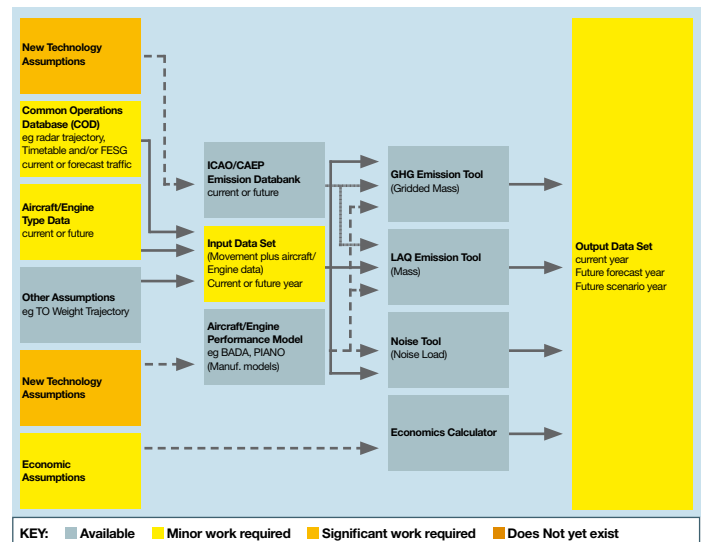 New Technology
Assumptions
Common Operations
Database (COD)
eg radar trajectory,
Timetable and/or FESG
current or forecast traffic
Aircraft/Engine
Type Data
current or future
Other Assumptions
eg TO Weight Trajectory
New Technology
Assumptions
Economic
Assumptions
ICAO/CAEP
Emission Databank
current or future
Input Data Set
(Movement plus aircraft/
Engine data)
Current or future year
Aircraft/Engine
Performance Model
eg BADA, PIANO
(Manuf. models)
GHG Emission Tool
(Gridded Mass)
LAQ Emission Tool
(Mass)
Noise Tool
(Noise Load)
Economics Calculator
Output Data Set
current year
Future forecast year
Future scenario year
KEY: Available Minor work required Significant work required Does Not yet exist